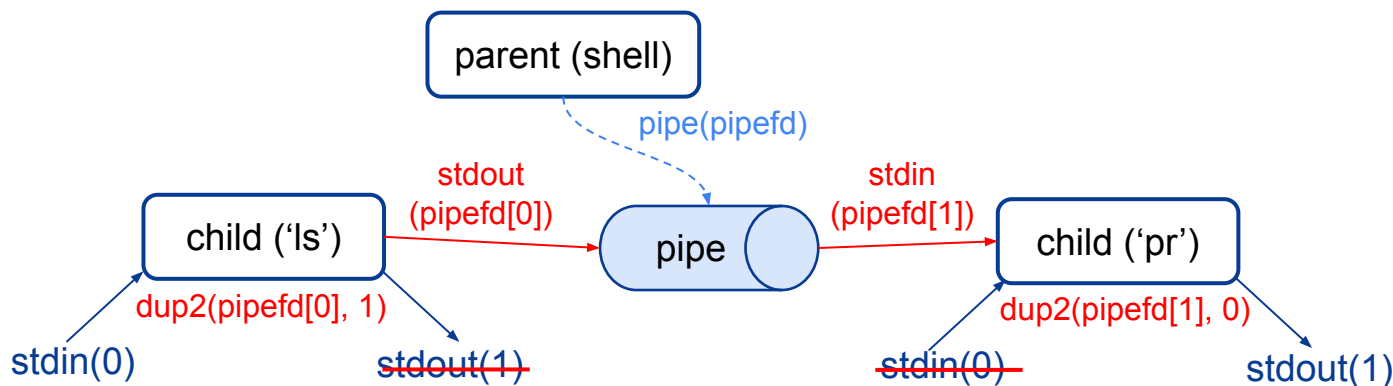 parent (shell)
pipe(pipefd)
stdout
(pipefd[0])
stdin
(pipefd[1])
child (‘ls’)
pipe
child (‘pr’)
dup2(pipefd[0], 1)
dup2(pipefd[1], 0)
stdin(0)
stdout(1)
stdin(0)
stdout(1)